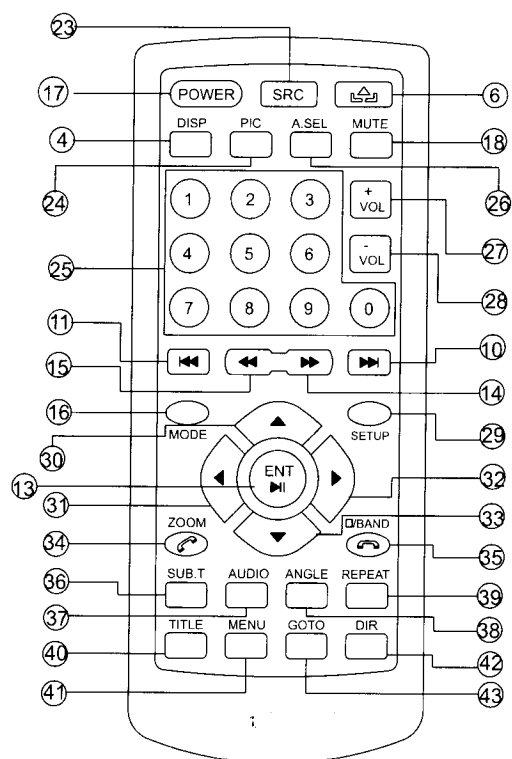 23
17 POWER SRC 6
4 DISP PIC A.SEL MUTE 18
24 26
1 2 3 + VOL 27
25 4 5 6 - VOL 28
7 8 9 0
11 10
15 14
16 MODE SETUP 29
30
13 ENT
31 32
33
ZOOM /BAND
34 35
36 SUB.T AUDIO ANGLE REPEAT 39
37 38
40 TITLE MENU GOTO DIR 42
41 43